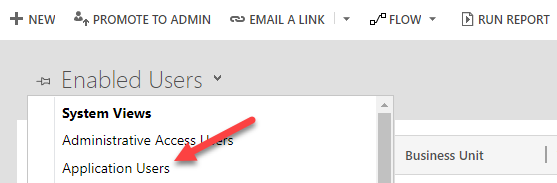 + NEW PROMOTE TO ADMIN EMAIL A LINK FLOW RUN REPORT
Enabled Users
System Views
Administrative Access Users
Business Unit
Application Users